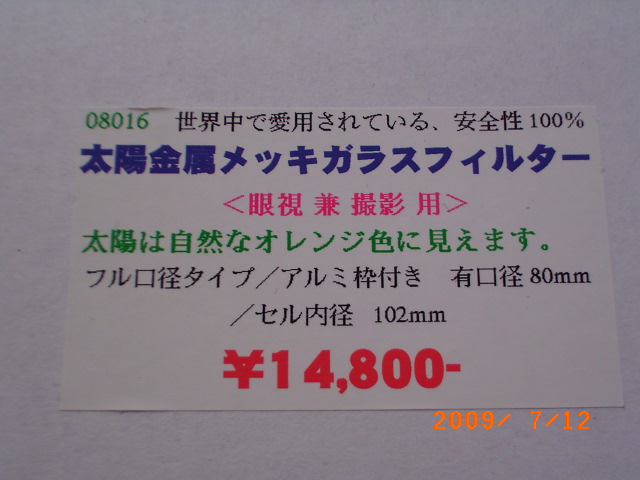 08016 世界中で愛用されている、安全性100%
太陽金属メッキガラスフィルター
＜眼視 兼 撮影 用＞
太陽は自然なオレンジ色に見えます。
フル口径タイプ／アルミ枠付き 有口径 80mm
／セル内径 102mm
¥14,800-
2009/ 7/12